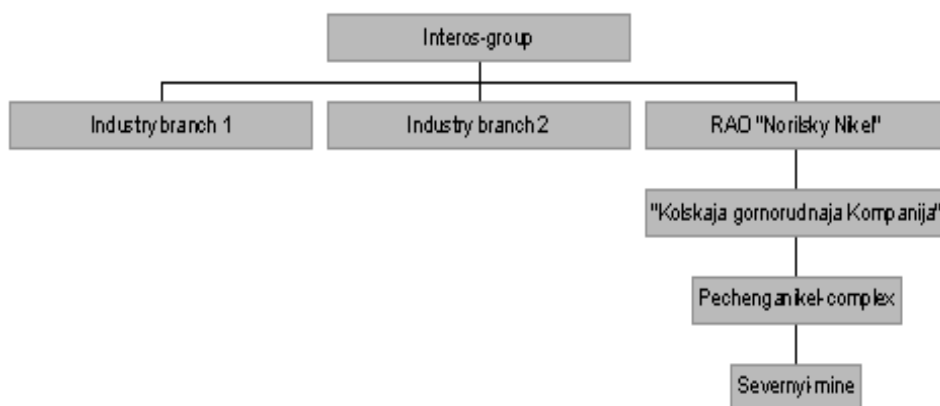 Interos-group
Industry branch 1
Industry branch 2
RAO "Norilsky Nikel"
"Kolskaja gornorudnaja Kompanija"
Pechenganikel-complex
Severnyi-mine